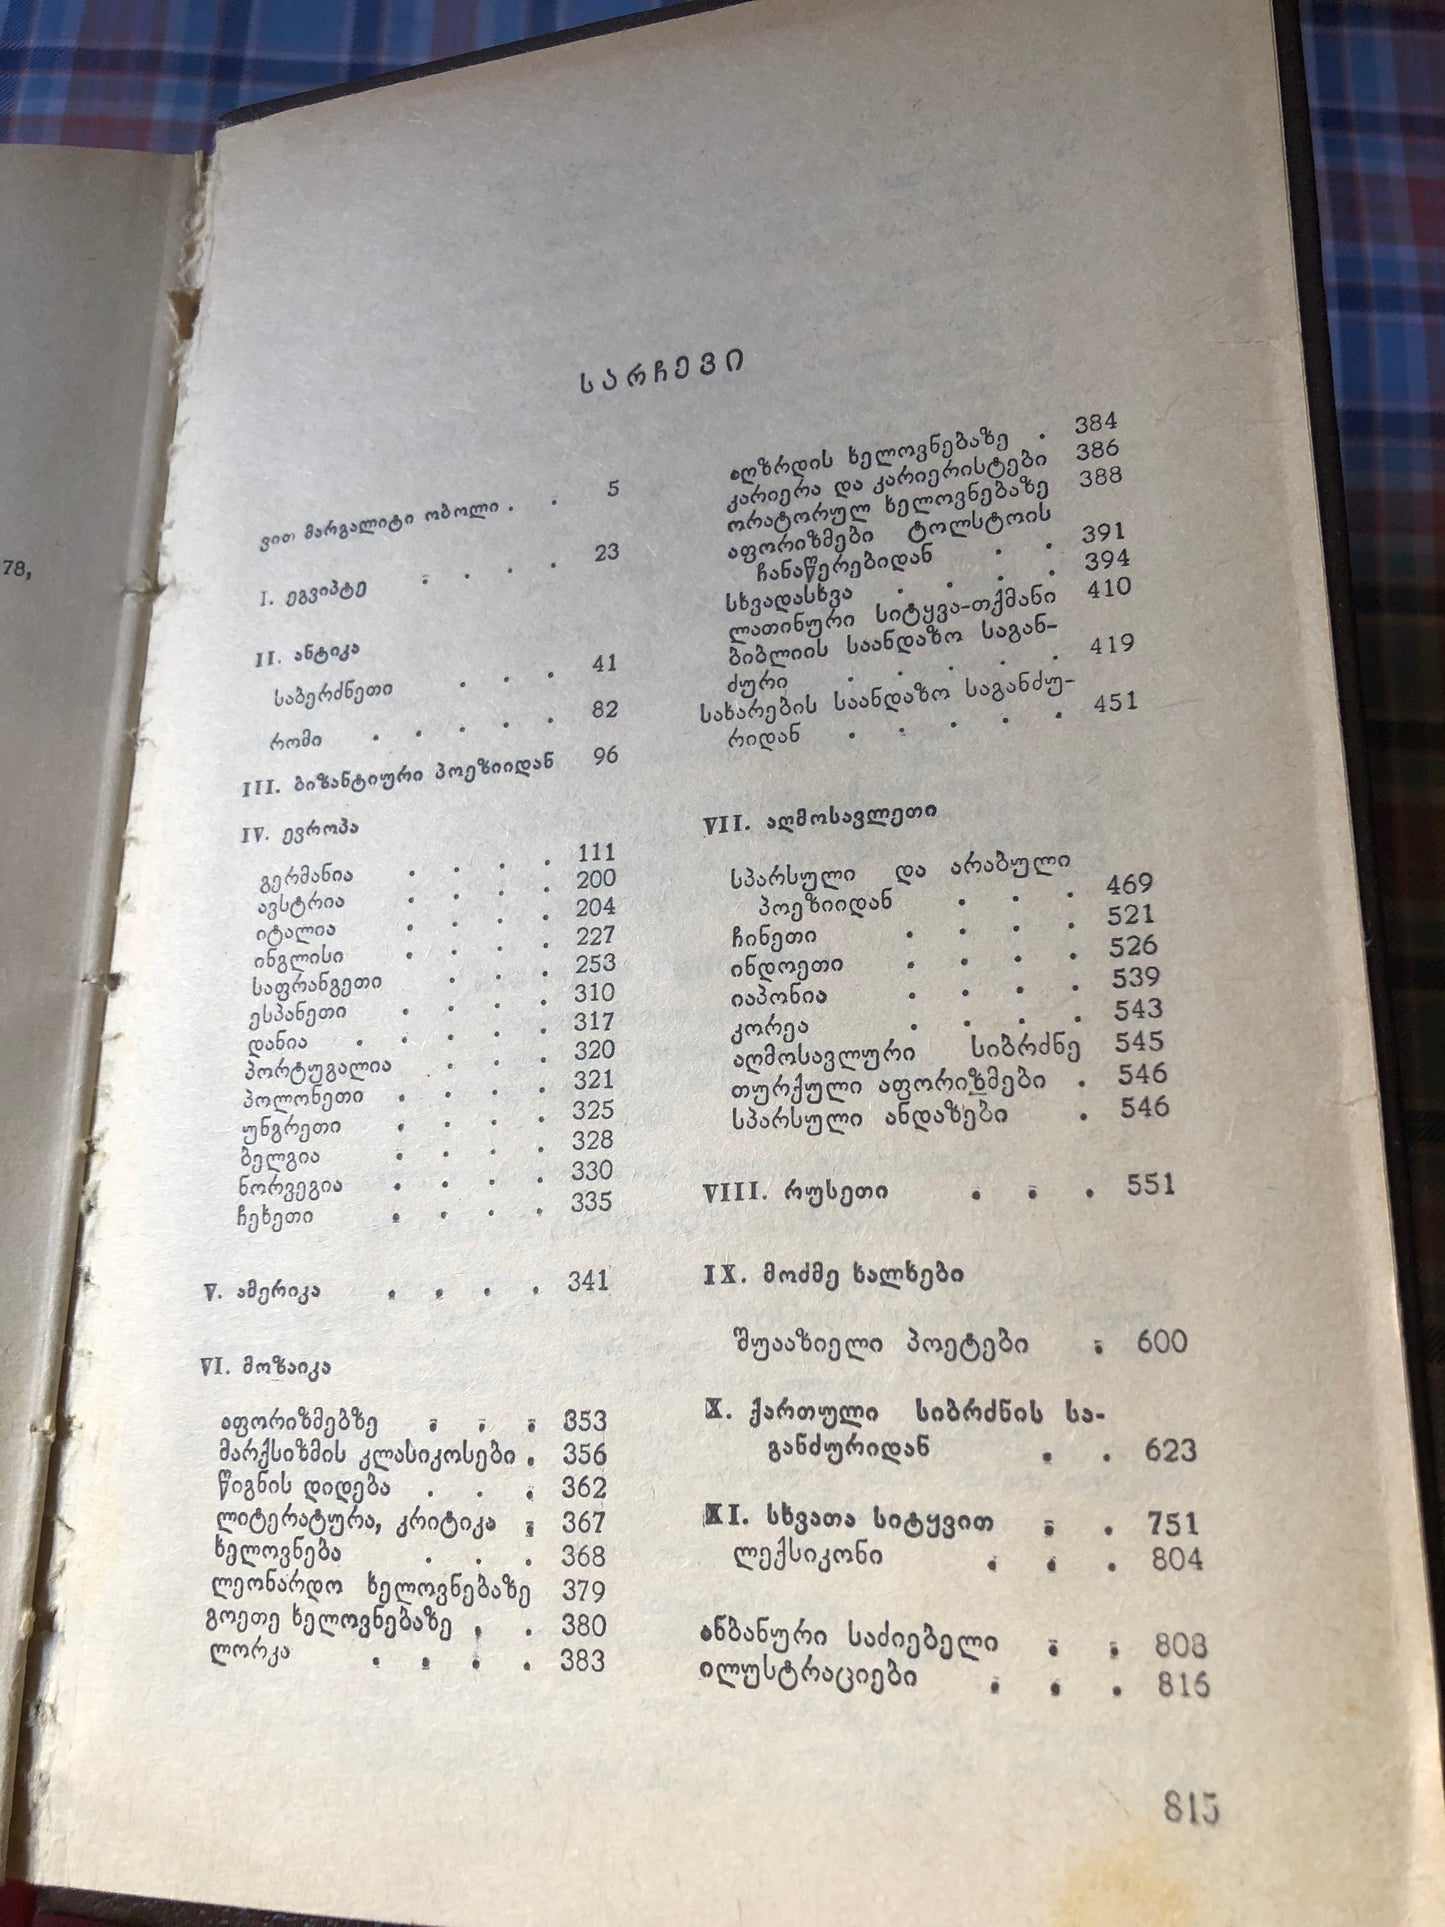 78,
სარჩევი
ვით მარგალიტი ობოლი . . 5
I. ეგვიპტე . . . . 23
II. ანტიკა
საბერძნეთი . . . 41
რომი . . . . . 82
III. ბიზანტიური პოეზიიდან 96
IV. ევროპა
გერმანია . . . . 111
ავსტრია . . . . 200
იტალია . . . . 204
ინგლისი . . . . 227
საფრანგეთი . . . 253
ესპანეთი . . . . 310
დანია . . . . . 317
პორტუგალია . . . 320
პოლონეთი . . . . 321
უნგრეთი . . . . 325
ბელგია . . . . 328
ნორვეგია . . . . 330
ჩეხეთი . . . . 335
V. ამერიკა . . . . 341
VI. მოზაიკა
აფორიზმებზე . . . 353
მარქსიზმის კლასიკოსები . 356
წიგნის დიდება . . . 362
ლიტერატურა, კრიტიკა . 367
ხელოვნება . . . 368
ლეონარდო ხელოვნებაზე 379
გოეთე ხელოვნებაზე . . 380
ლორკა . . . . 383
აღზრდის ხელოვნებაზე . 384
კარიერა და კარიერისტები 386
ორატორულ ხელოვნებაზე 388
აფორიზმები ტოლსტოის
ჩანაწერებიდან . . 391
სხვადასხვა . . . . 394
ლათინური სიტყვა-თქმანი 410
ბიბლიის საანდაზო საგან-
ძური . . . . . 419
სახარების საანდაზო საგანძუ-
რიდან . . . . . 451
VII. აღმოსავლეთი
სპარსული და არაბული
პოეზიიდან . . . 469
ჩინეთი . . . . 521
ინდოეთი . . . . 526
იაპონია . . . . 539
კორეა . . . . 543
აღმოსავლური სიბრძნე 545
თურქული აფორიზმები . 546
სპარსული ანდაზები . 546
VIII. რუსეთი . . . 551
IX. მოძმე ხალხები
შუააზიელი პოეტები . 600
X. ქართული სიბრძნის სა-
განძურიდან . . 623
XI. სხვათა სიტყვით . . 751
ლექსიკონი . . . 804
ანბანური საძიებელი . . 808
ილუსტრაციები . . . 816
815